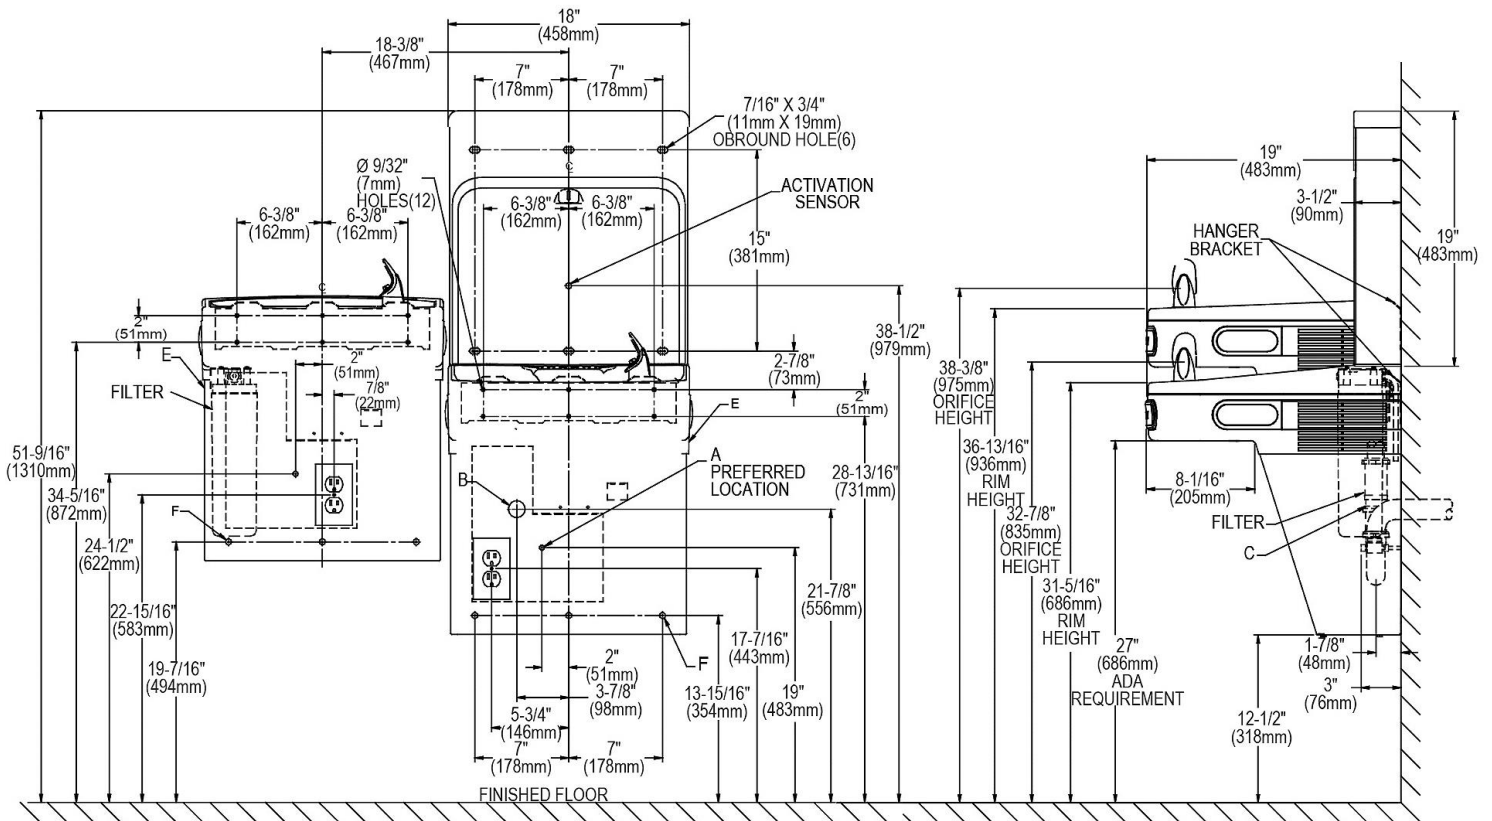 18"
(458mm)
18-3/8"
(467mm)
7"
(178mm)
7"
(178mm)
7/16" X 3/4"
(11mm X 19mm)
OBROUND HOLE(6)
Ø 9/32"
(7mm)
HOLES(12)
ACTIVATION
SENSOR
6-3/8"
(162mm)
6-3/8"
(162mm)
6-3/8"
(162mm)
6-3/8"
(162mm)
15"
(381mm)
2"
(51mm)
E
FILTER
2"
(51mm)
7/8"
(22mm)
38-1/2"
(979mm)
2-7/8"
(73mm)
2"
(51mm)
E
51-9/16"
(1310mm)
34-5/16"
(872mm)
24-1/2"
(622mm)
22-15/16"
(583mm)
19-7/16"
(494mm)
F
B
A
PREFERRED
LOCATION
28-13/16"
(731mm)
21-7/8"
(556mm)
17-7/16"
(443mm)
19"
(483mm)
13-15/16"
(354mm)
F
2"
(51mm)
3-7/8"
(98mm)
5-3/4"
(146mm)
7"
(178mm)
7"
(178mm)
FINISHED FLOOR
19"
(483mm)
3-1/2"
(90mm)
HANGER
BRACKET
19"
(483mm)
38-3/8"
(975mm)
ORIFICE
HEIGHT
36-13/16"
(936mm)
RIM
HEIGHT
32-7/8"
(835mm)
ORIFICE
HEIGHT
31-5/16"
(686mm)
RIM
HEIGHT
27"
(686mm)
ADA
REQUIREMENT
8-1/16"
(205mm)
FILTER
C
1-7/8"
(48mm)
3"
(76mm)
12-1/2"
(318mm)